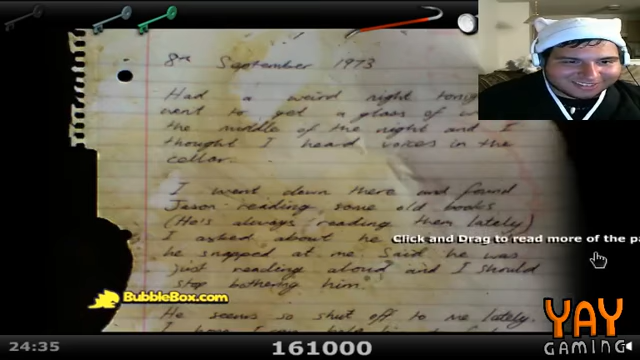 8th September 1973
Had a weird night
went to get a glass of
the middle of the night and I
thought I heard voices in the
cellar.
I went down there and found
Jason reading some old books
(He's always reading them lately)
I asked about he
Click and Drag to read more of the pa
he snapped at me. Said he was
just reading aloud and I should
stop bothering him.
BubbleBox.com
He seems so shut off to me lately.
YAY
GAMING
24:35
161000